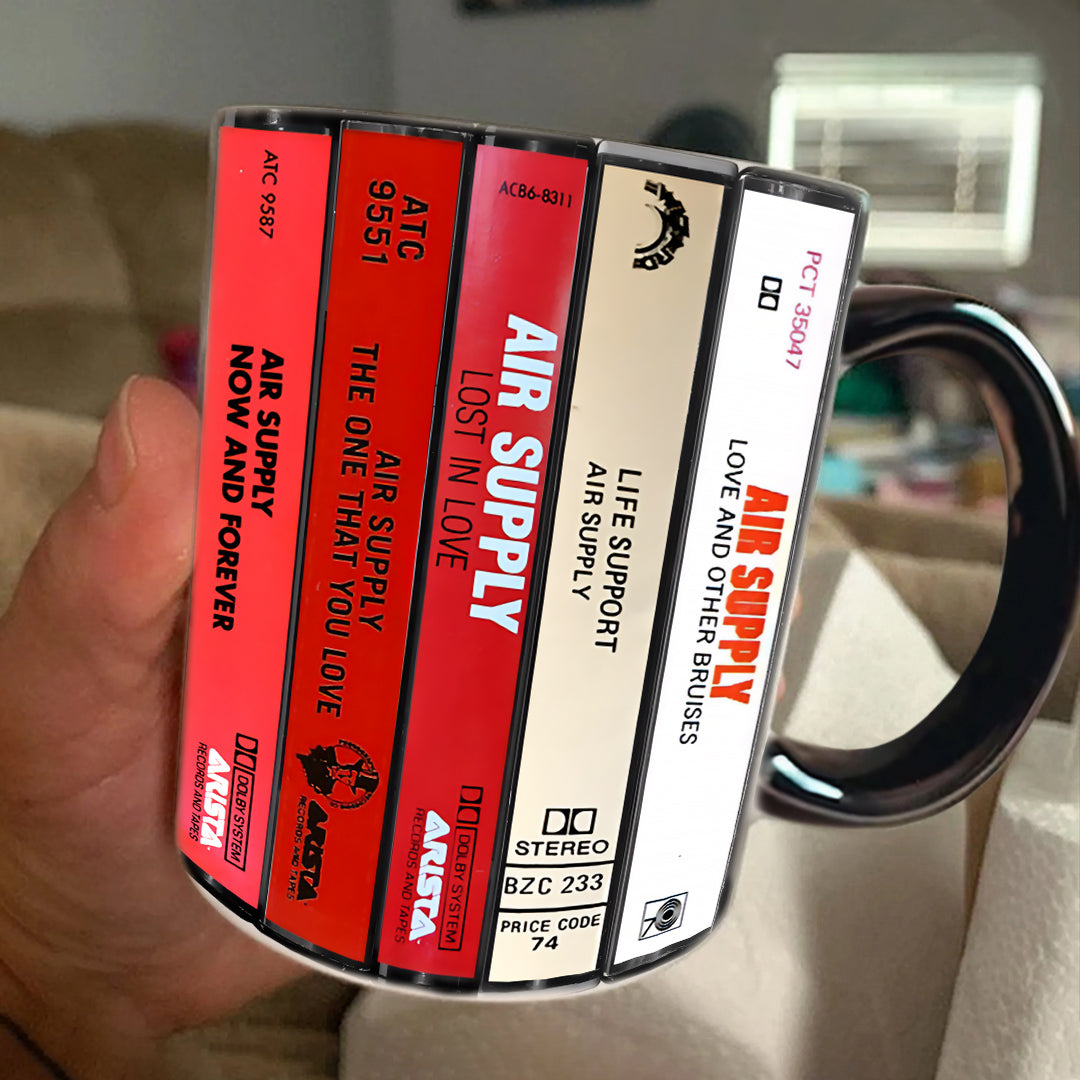 ATC 9587
AIR SUPPLY
NOW AND FOREVER
DOLBY SYSTEM
ARISTA
RECORDS AND TAPES
ATC
9551
AIR SUPPLY
THE ONE THAT YOU LOVE
ARISTA
RECORDS AND TAPES
ACB6-8311
AIR SUPPLY
LOST IN LOVE
DOLBY SYSTEM
ARISTA
RECORDS AND TAPES
LIFE SUPPORT
AIR SUPPLY
STEREO
BZC 233
PRICE CODE
74
PCT 35047
AIR SUPPLY
LOVE AND OTHER BRUISES
7